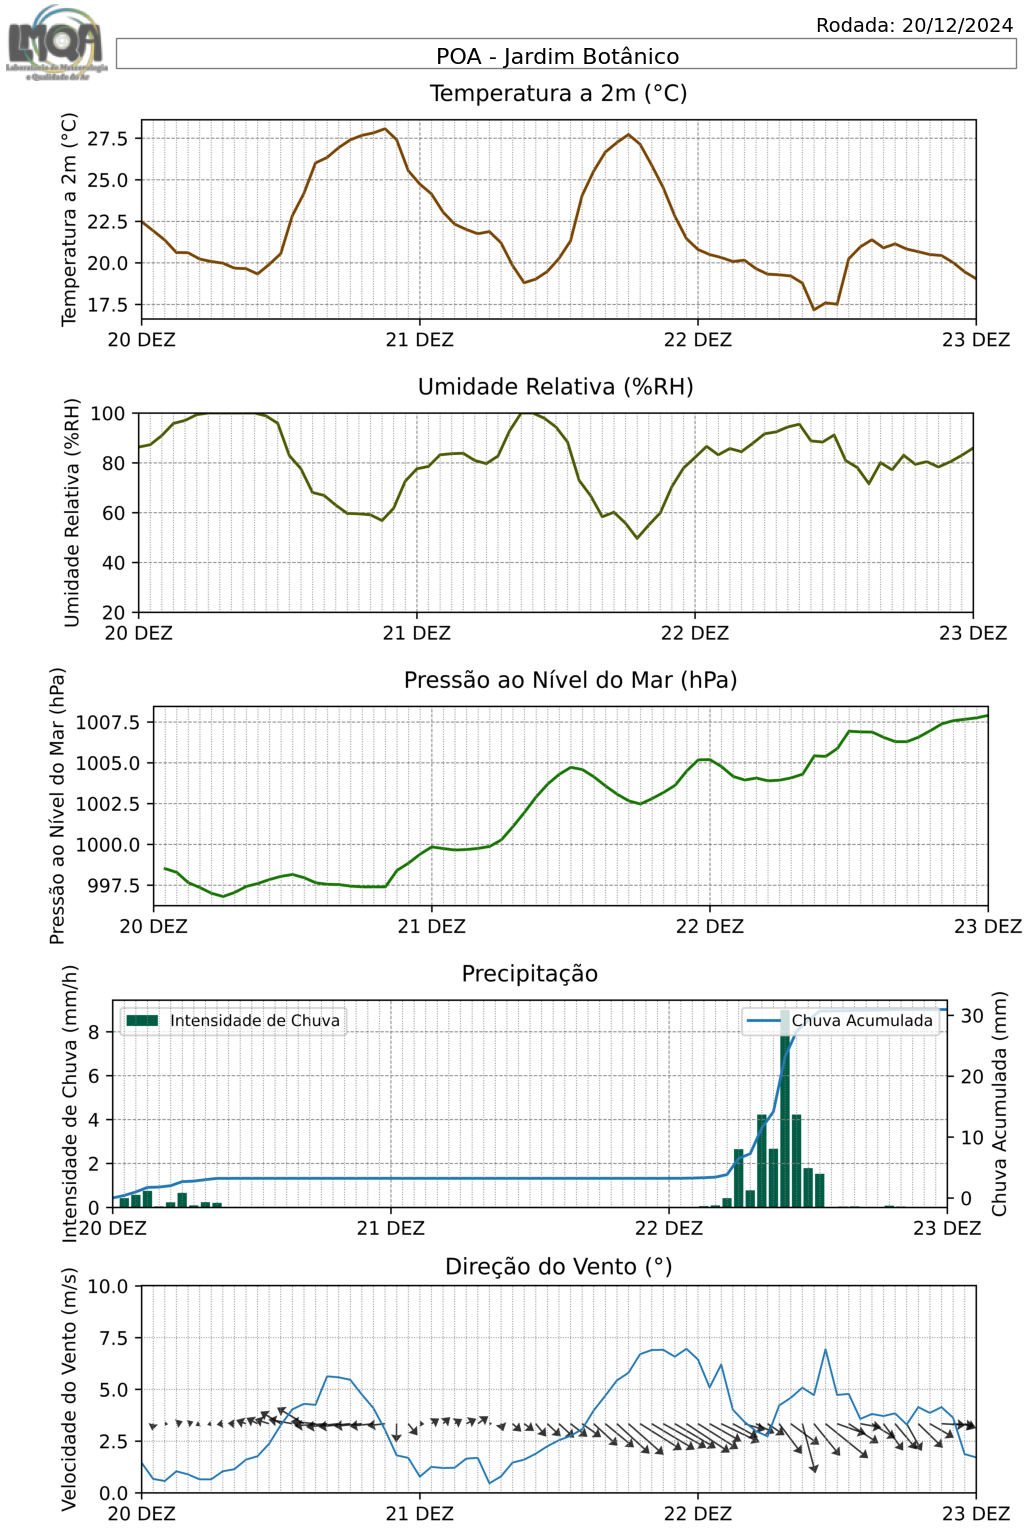 LMQA
Laboratório de Meteorologia
e Qualidade do Ar
Rodada: 20/12/2024
POA - Jardim Botânico
Temperatura a 2m (°C)
Temperatura a 2m (°C)
27.5
25.0
22.5
20.0
17.5
20 DEZ 21 DEZ 22 DEZ 23 DEZ
Umidade Relativa (%RH)
Umidade Relativa (%RH)
100
80
60
40
20
20 DEZ 21 DEZ 22 DEZ 23 DEZ
Pressão ao Nível do Mar (hPa)
Pressão ao Nível do Mar (hPa)
1007.5
1005.0
1002.5
1000.0
997.5
20 DEZ 21 DEZ 22 DEZ 23 DEZ
Precipitação
Intensidade de Chuva (mm/h)
8
6
4
2
0
Intensidade de Chuva
Chuva Acumulada
30
20
10
0
Chuva Acumulada (mm)
20 DEZ 21 DEZ 22 DEZ 23 DEZ
Direção do Vento (°)
Velocidade do Vento (m/s)
10.0
7.5
5.0
2.5
0.0
20 DEZ 21 DEZ 22 DEZ 23 DEZ